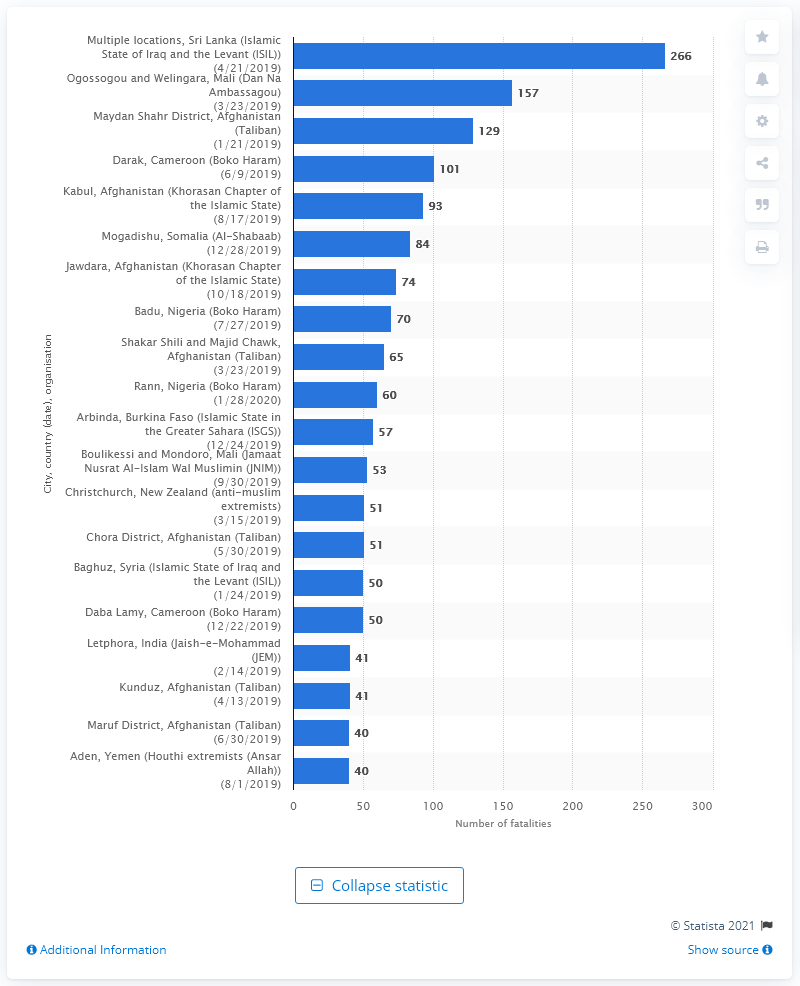 Multiple locations, Sri Lanka (Islamic
State of Iraq and the Levant (ISIL))
(4/21/2019)
266
Ogossogou and Welingara, Mali (Dan Na
Ambassagou)
(3/23/2019)
157
Maydan Shahr District, Afghanistan
(Taliban)
(1/21/2019)
129
Darak, Cameroon (Boko Haram)
(6/9/2019)
101
Kabul, Afghanistan (Khorasan Chapter of
the Islamic State)
(8/17/2019)
93
Mogadishu, Somalia (Al-Shabaab)
(12/28/2019)
84
Jawdara, Afghanistan (Khorasan Chapter
of the Islamic State)
(10/18/2019)
74
Badu, Nigeria (Boko Haram)
(7/27/2019)
70
Shakar Shili and Majid Chawk,
Afghanistan (Taliban)
(3/23/2019)
65
Rann, Nigeria (Boko Haram)
(1/28/2020)
60
Arbinda, Burkina Faso (Islamic State in
the Greater Sahara (ISGS))
(12/24/2019)
57
Boulikessi and Mondoro, Mali (Jamaat
Nusrat Al-Islam Wal Muslimin (JNIM))
(9/30/2019)
53
Christchurch, New Zealand (anti-muslim
extremists)
(3/15/2019)
51
Chora District, Afghanistan (Taliban)
(5/30/2019)
51
Baghuz, Syria (Islamic State of Iraq and
the Levant (ISIL))
(1/24/2019)
50
Daba Lamy, Cameroon (Boko Haram)
(12/22/2019)
50
Letphora, India (Jaish-e-Mohammad
(JEM))
(2/14/2019)
41
Kunduz, Afghanistan (Taliban)
(4/13/2019)
41
Maruf District, Afghanistan (Taliban)
(6/30/2019)
40
Aden, Yemen (Houthi extremists (Ansar
Allah))
(8/1/2019)
40
City, country (date), organisation
0 50 100 150 200 250 300
Number of fatalities
Collapse statistic
© Statista 2021
Additional Information
Show source